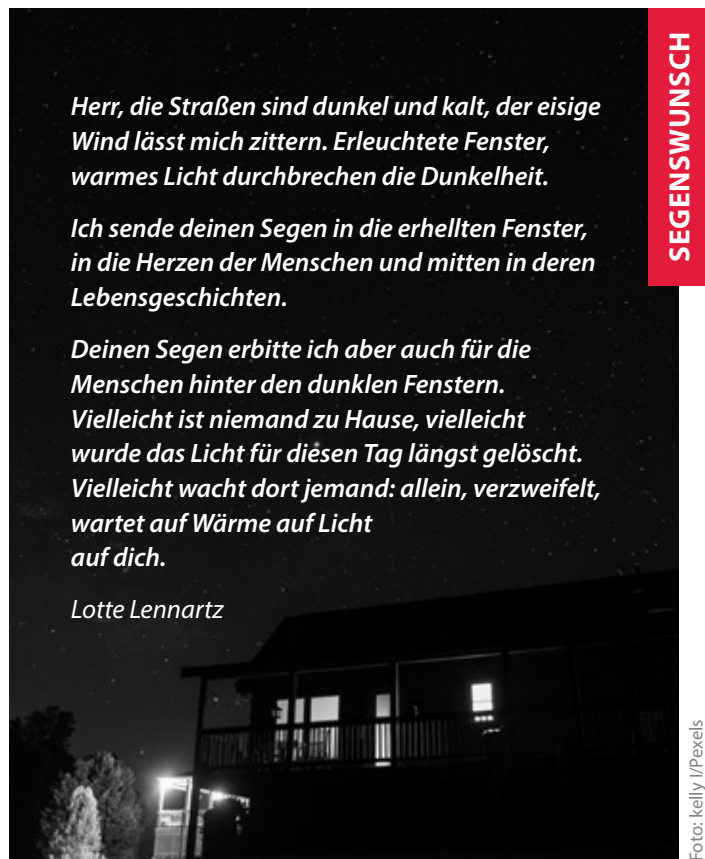 SEGENSWUNSCH
Herr, die Straßen sind dunkel und kalt, der eisige
Wind lässt mich zittern. Erleuchtete Fenster,
warmes Licht durchbrechen die Dunkelheit.
Ich sende deinen Segen in die erhellten Fenster,
in die Herzen der Menschen und mitten in deren
Lebensgeschichten.
Deinen Segen erbitte ich aber auch für die
Menschen hinter den dunklen Fenstern.
Vielleicht ist niemand zu Hause, vielleicht
wurde das Licht für diesen Tag längst gelöscht.
Vielleicht wacht dort jemand: allein, verzweifelt,
wartet auf Wärme auf Licht
auf dich.
Lotte Lennartz
Foto: kelly l/Pexels